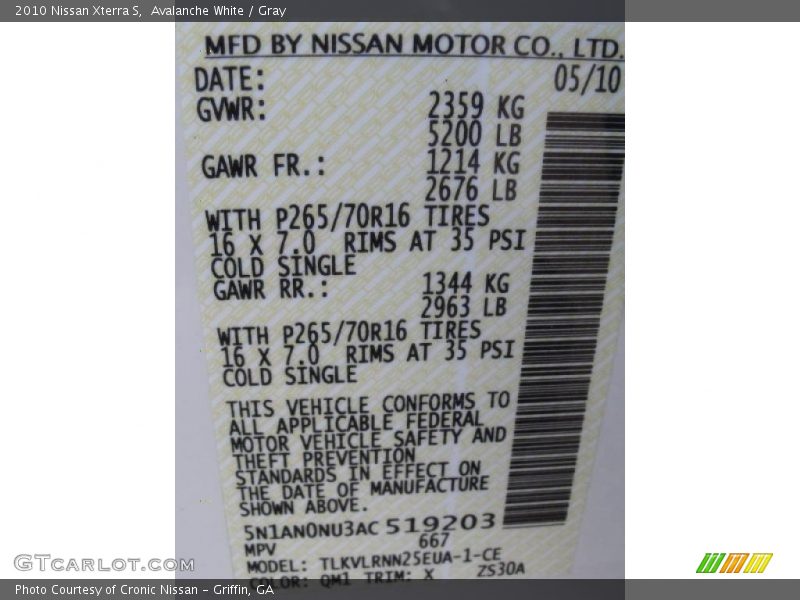 2010 Nissan Xterra S,  Avalanche White / Gray
MFD BY NISSAN MOTOR CO., LTD.
DATE: 05/10
GVWR: 2359 KG
5200 LB
GAWR FR.: 1214 KG
2676 LB
WITH P265/70R16 TIRES
16 X 7.0 RIMS AT 35 PSI
COLD SINGLE
GAWR RR.: 1344 KG
2963 LB
WITH P265/70R16 TIRES
16 X 7.0 RIMS AT 35 PSI
COLD SINGLE
THIS VEHICLE CONFORMS TO
ALL APPLICABLE FEDERAL
MOTOR VEHICLE SAFETY AND
THEFT PREVENTION
STANDARDS IN EFFECT ON
THE DATE OF MANUFACTURE
SHOWN ABOVE.
5N1AN0NU3AC 519203
MPV 667
MODEL: TLKVLRNN25EUA-1-CE
COLOR: QM1 TRIM: X ZS30A
GTCARLOT.COM
Photo Courtesy of Cronic Nissan - Griffin, GA